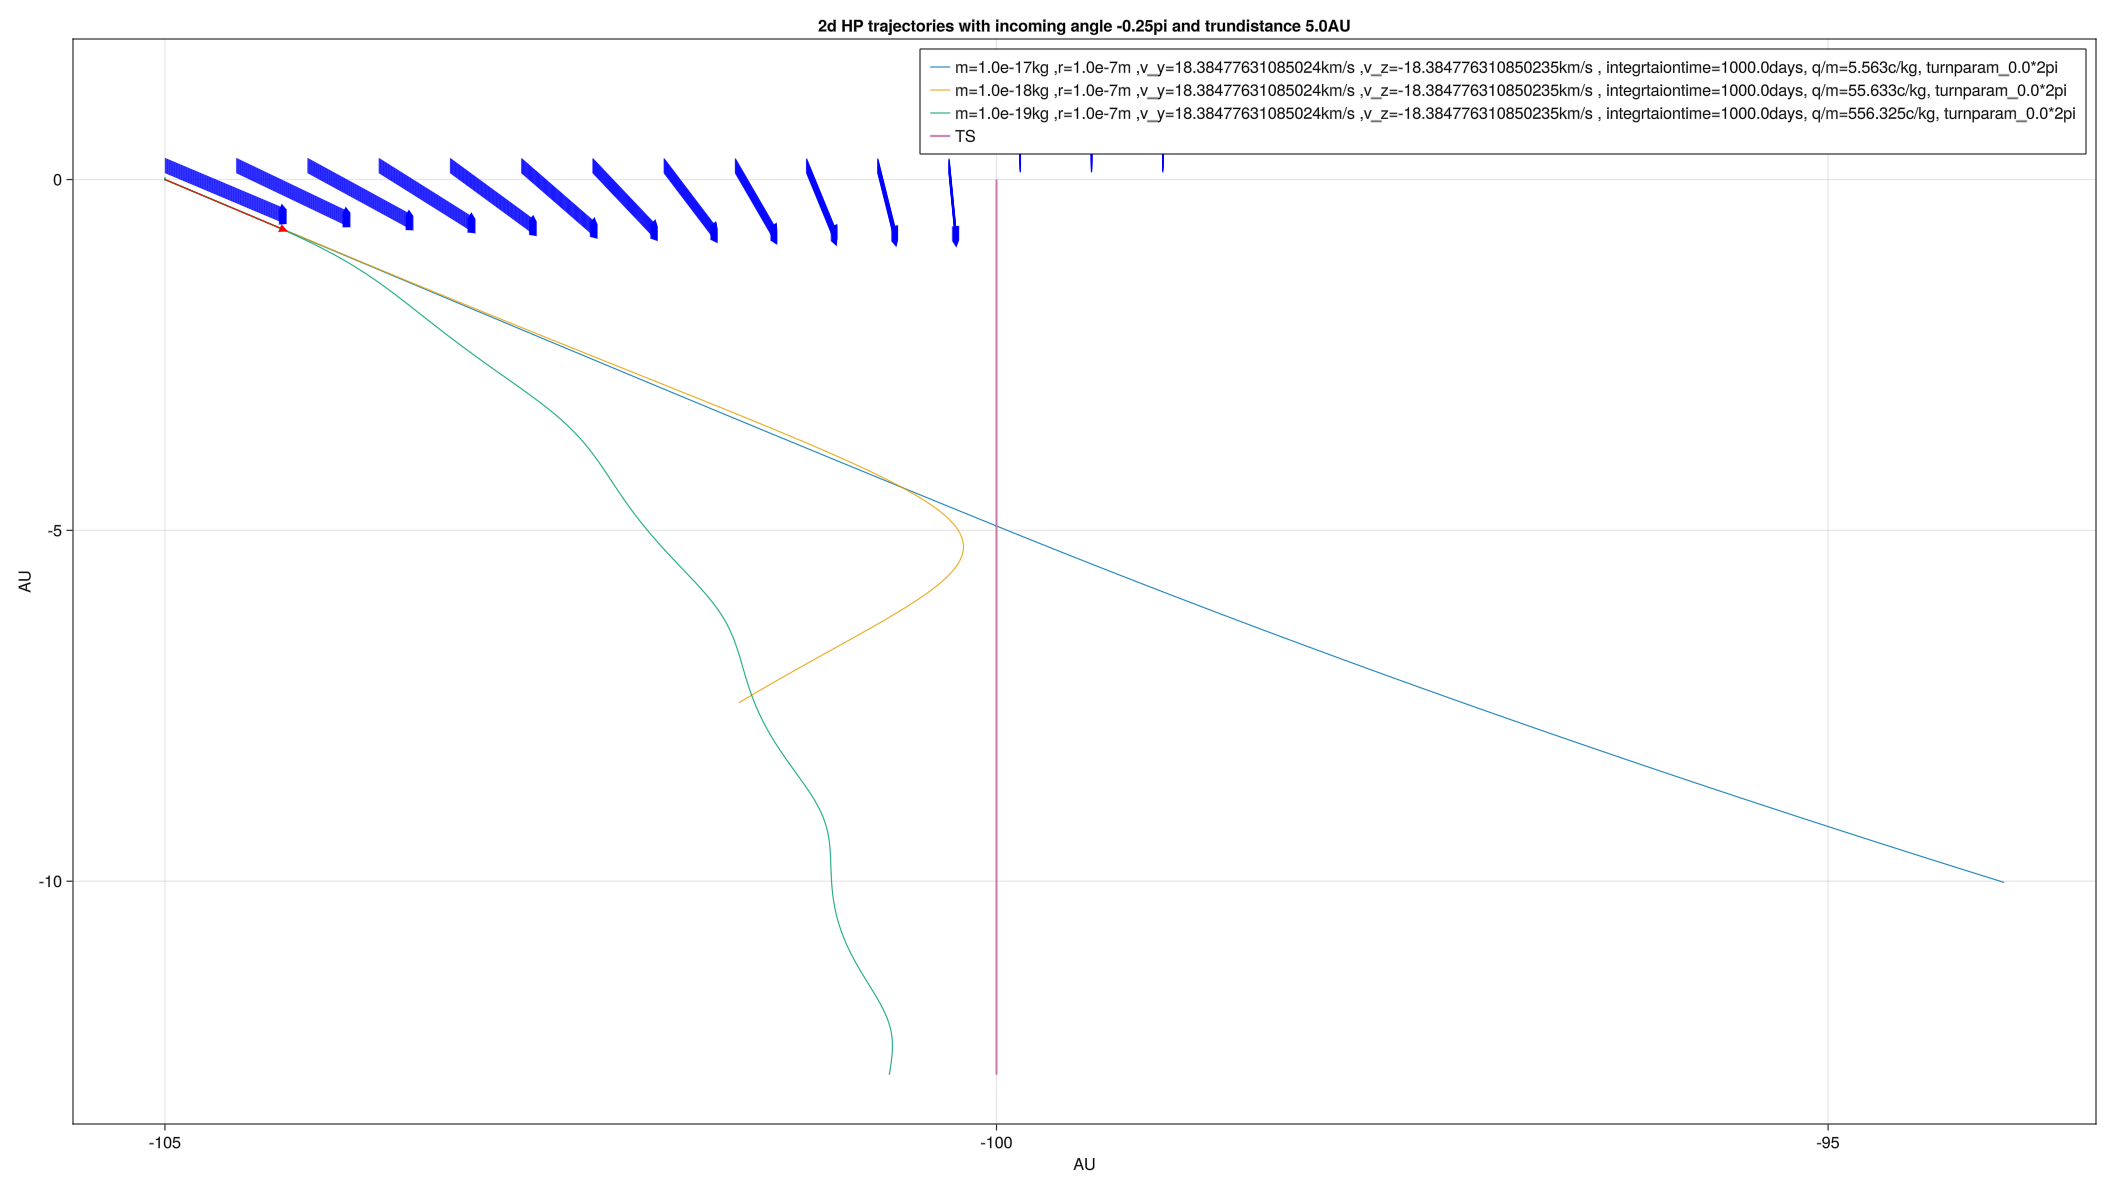 2d HP trajectories with incoming angle -0.25pi and trundistance 5.0AU
m=1.0e-17kg ,r=1.0e-7m ,v_y=18.38477631085024km/s ,v_z=-18.384776310850235km/s , integrtaiontime=1000.0days, q/m=5.563c/kg, turnparam_0.0*2pi
m=1.0e-18kg ,r=1.0e-7m ,v_y=18.38477631085024km/s ,v_z=-18.384776310850235km/s , integrtaiontime=1000.0days, q/m=55.633c/kg, turnparam_0.0*2pi
m=1.0e-19kg ,r=1.0e-7m ,v_y=18.38477631085024km/s ,v_z=-18.384776310850235km/s , integrtaiontime=1000.0days, q/m=556.325c/kg, turnparam_0.0*2pi
TS
0
-5
-10
AU
-105
-100
-95
AU